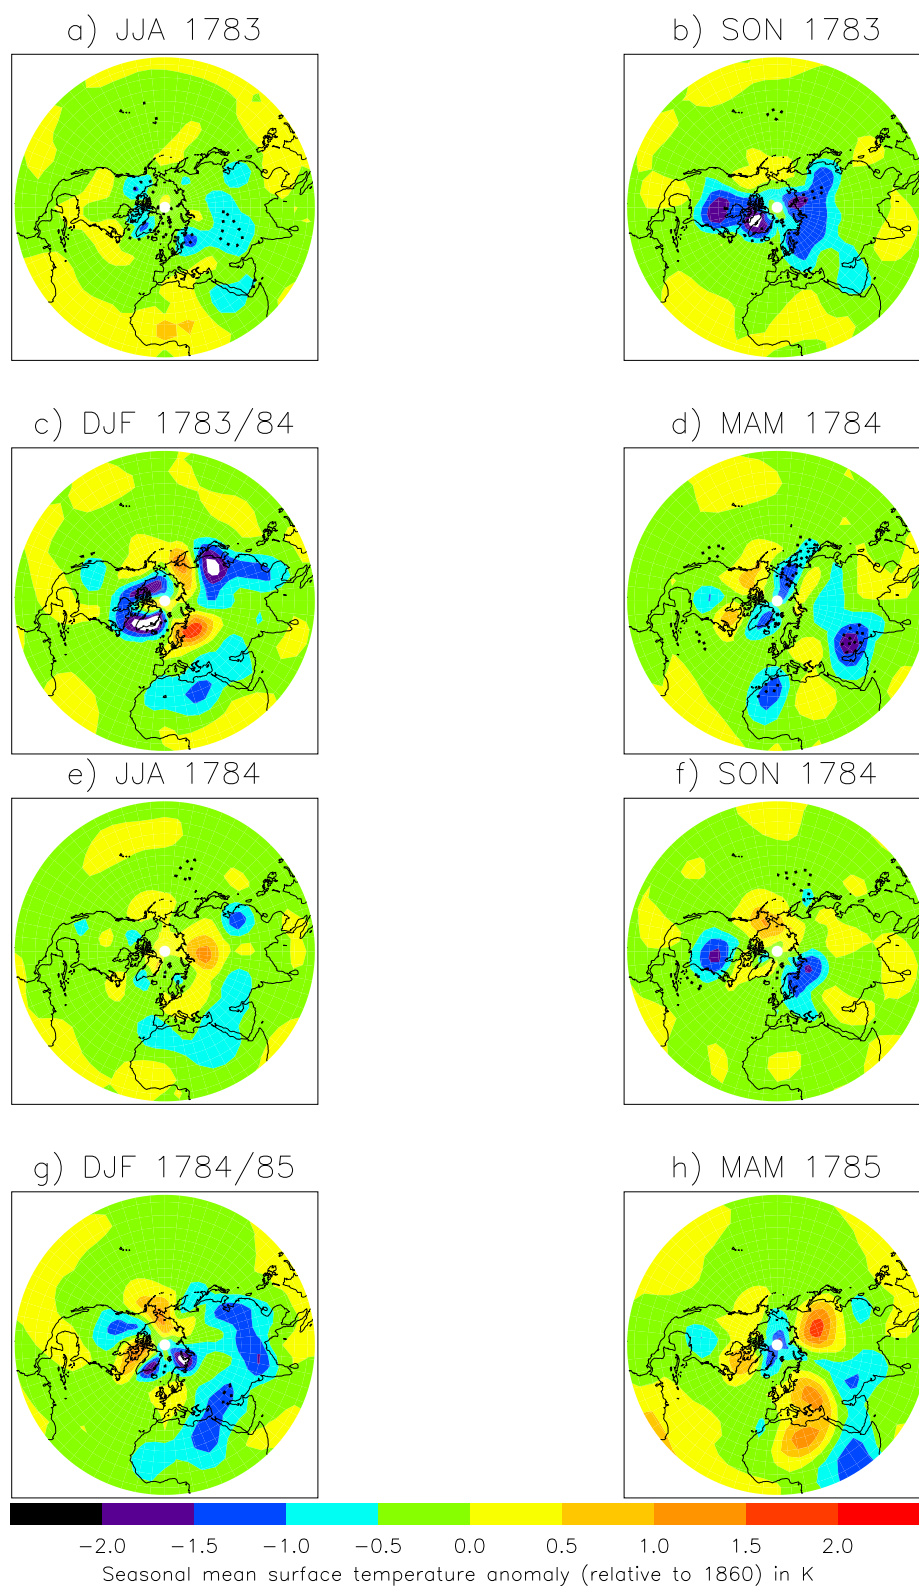 a) JJA 1783
b) SON 1783
c) DJF 1783/84
d) MAM 1784
e) JJA 1784
f) SON 1784
g) DJF 1784/85
h) MAM 1785
-2.0 -1.5 -1.0 -0.5 0.0 0.5 1.0 1.5 2.0
Seasonal mean surface temperature anomaly (relative to 1860) in K